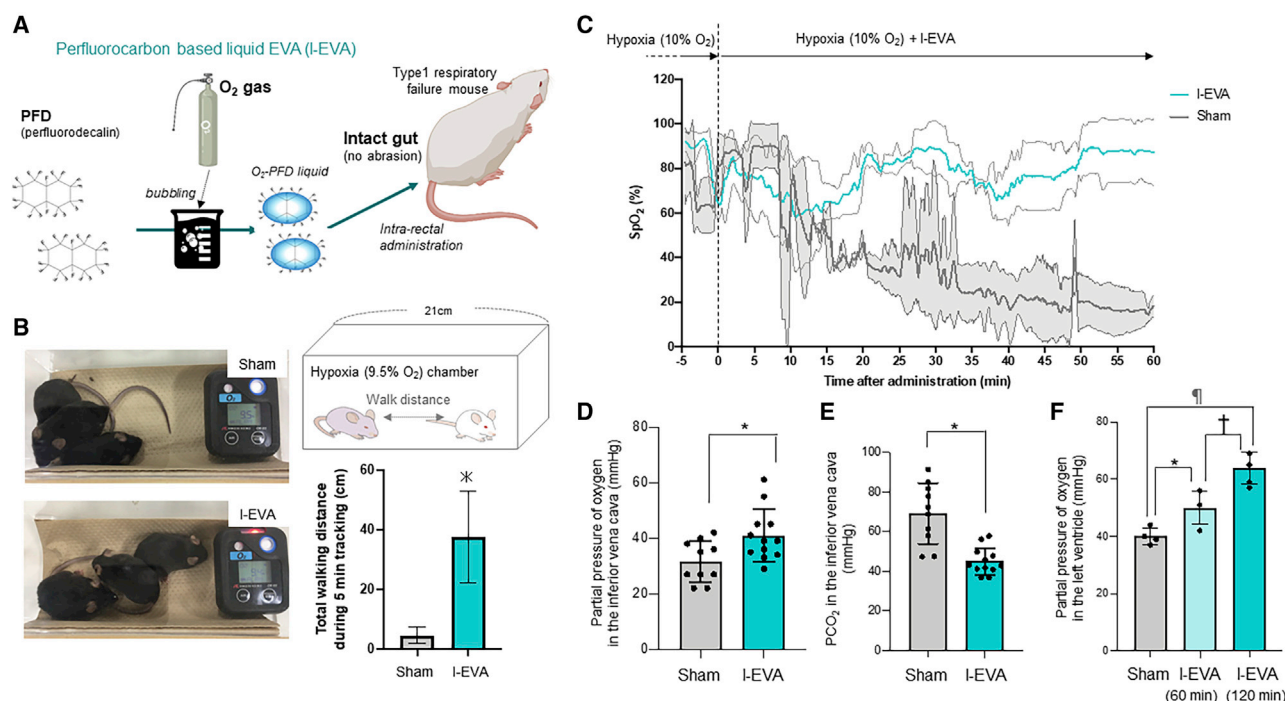 A
Perfluorocarbon based liquid EVA (l-EVA)
O2 gas
PFD
(perfluorodecalin)
bubbling
O2-PFD liquid
Type1 respiratory
failure mouse
Intact gut
(no abrasion)
Intra-rectal
administration
B
Sham
O2
95
l-EVA
O2
21cm
Hypoxia (9.5% O2) chamber
Walk distance
Total walking distance
during 5 min tracking (cm)
60
40
20
0
*
Sham
l-EVA
C
Hypoxia (10% O2)
Hypoxia (10% O2) + l-EVA
SpO2 (%)
120
100
80
60
40
20
0
-5 0 5 10 15 20 25 30 35 40 45 50 55 60
Time after administration (min)
l-EVA
Sham
D
Partial pressure of oxygen
in the inferior vena cava (mmHg)
80
60
40
20
0
*
Sham
l-EVA
E
PCO2 in the inferior vena cava
(mmHg)
100
80
60
40
20
0
*
Sham
l-EVA
F
Partial pressure of oxygen
in the left ventricle (mmHg)
80
60
40
20
0
¶
†
*
Sham
l-EVA
(60 min)
l-EVA
(120 min)